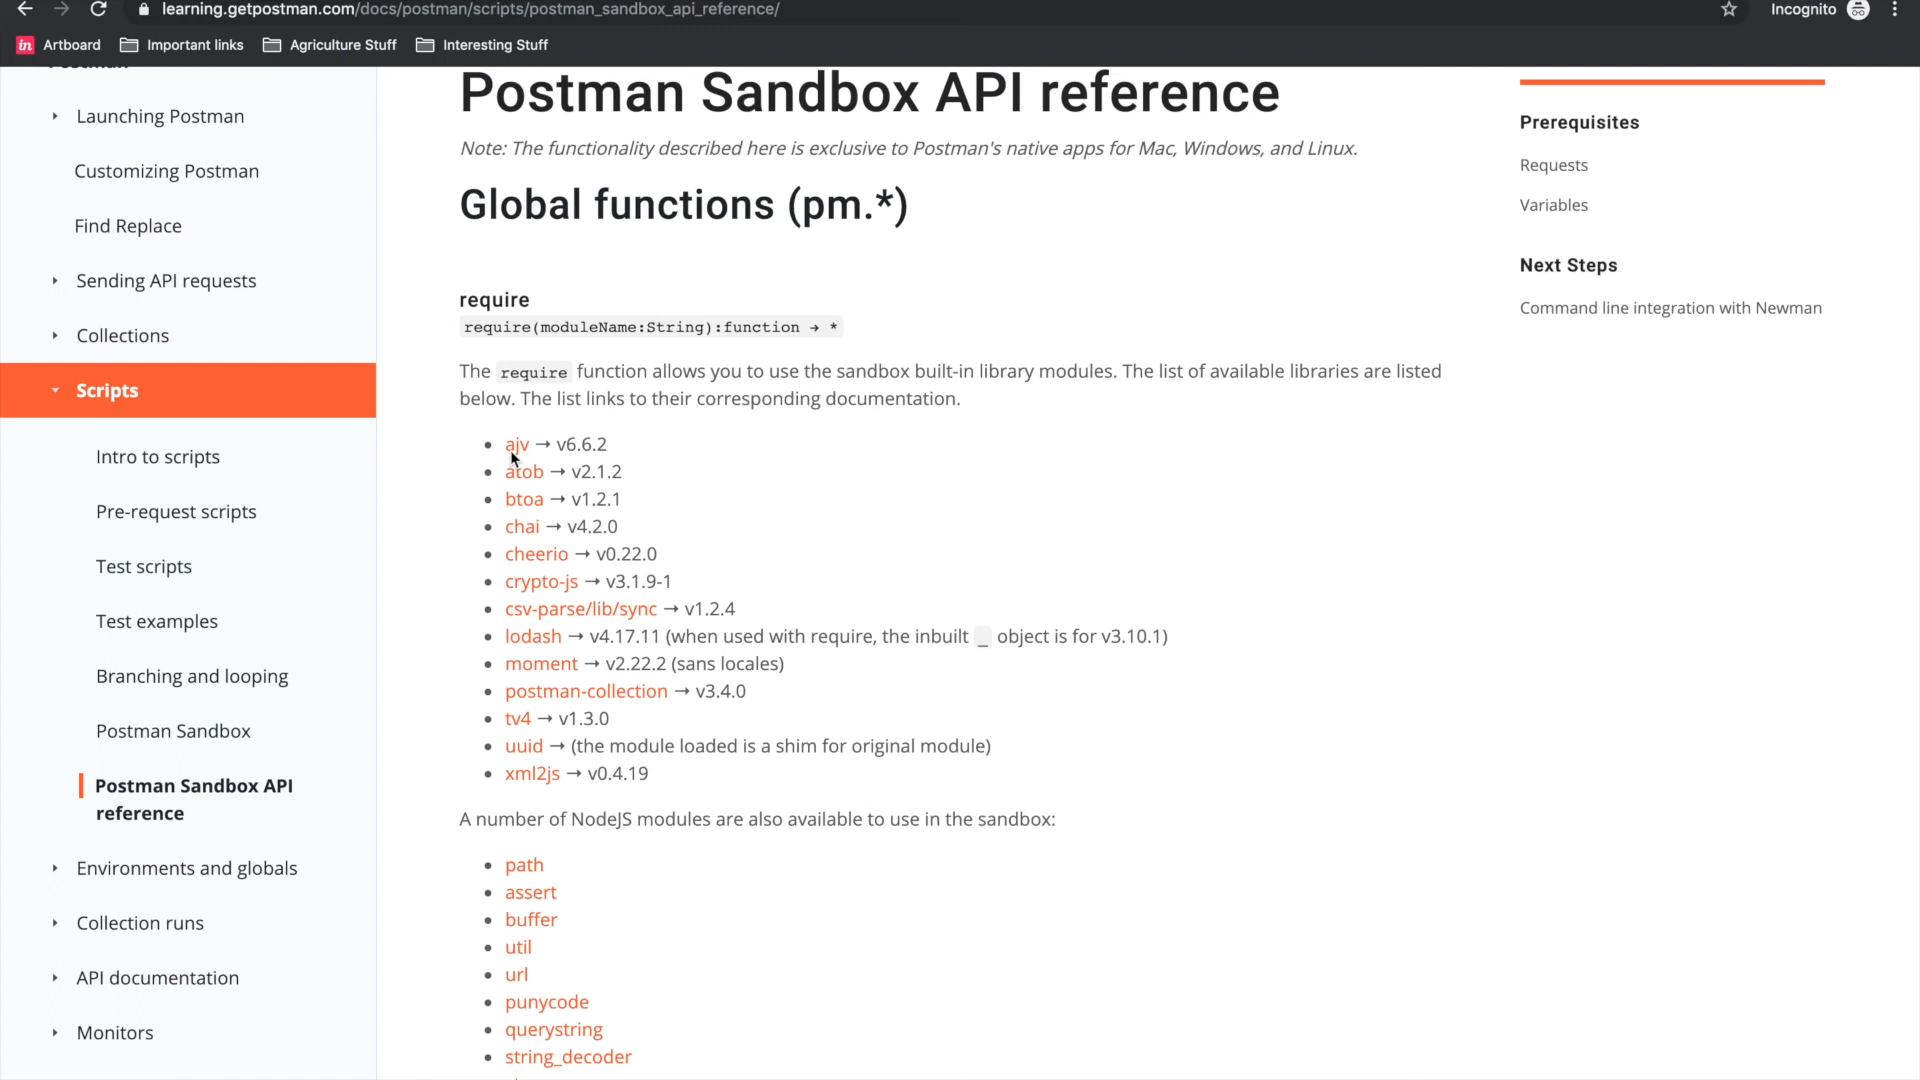 learning.getpostman.com/docs/postman/scripts/postman_sandbox_api_reference/
Incognito
in Artboard
Important links
Agriculture Stuff
Interesting Stuff
Launching Postman
Customizing Postman
Find Replace
Sending API requests
Collections
Scripts
Intro to scripts
Pre-request scripts
Test scripts
Test examples
Branching and looping
Postman Sandbox
Postman Sandbox API
reference
Environments and globals
Collection runs
API documentation
Monitors
Postman Sandbox API reference
Note: The functionality described here is exclusive to Postman's native apps for Mac, Windows, and Linux.
Global functions (pm.*)
require
require(moduleName:String):function → *
The require function allows you to use the sandbox built-in library modules. The list of available libraries are listed
below. The list links to their corresponding documentation.
• ajv → v6.6.2
• atob → v2.1.2
• btoa → v1.2.1
• chai → v4.2.0
• cheerio → v0.22.0
• crypto-js → v3.1.9-1
• csv-parse/lib/sync → v1.2.4
• lodash → v4.17.11 (when used with require, the inbuilt _ object is for v3.10.1)
• moment → v2.22.2 (sans locales)
• postman-collection → v3.4.0
• tv4 → v1.3.0
• uuid → (the module loaded is a shim for original module)
• xml2js → v0.4.19
A number of NodeJS modules are also available to use in the sandbox:
• path
• assert
• buffer
• util
• url
• punycode
• querystring
• string_decoder
Prerequisites
Requests
Variables
Next Steps
Command line integration with Newman